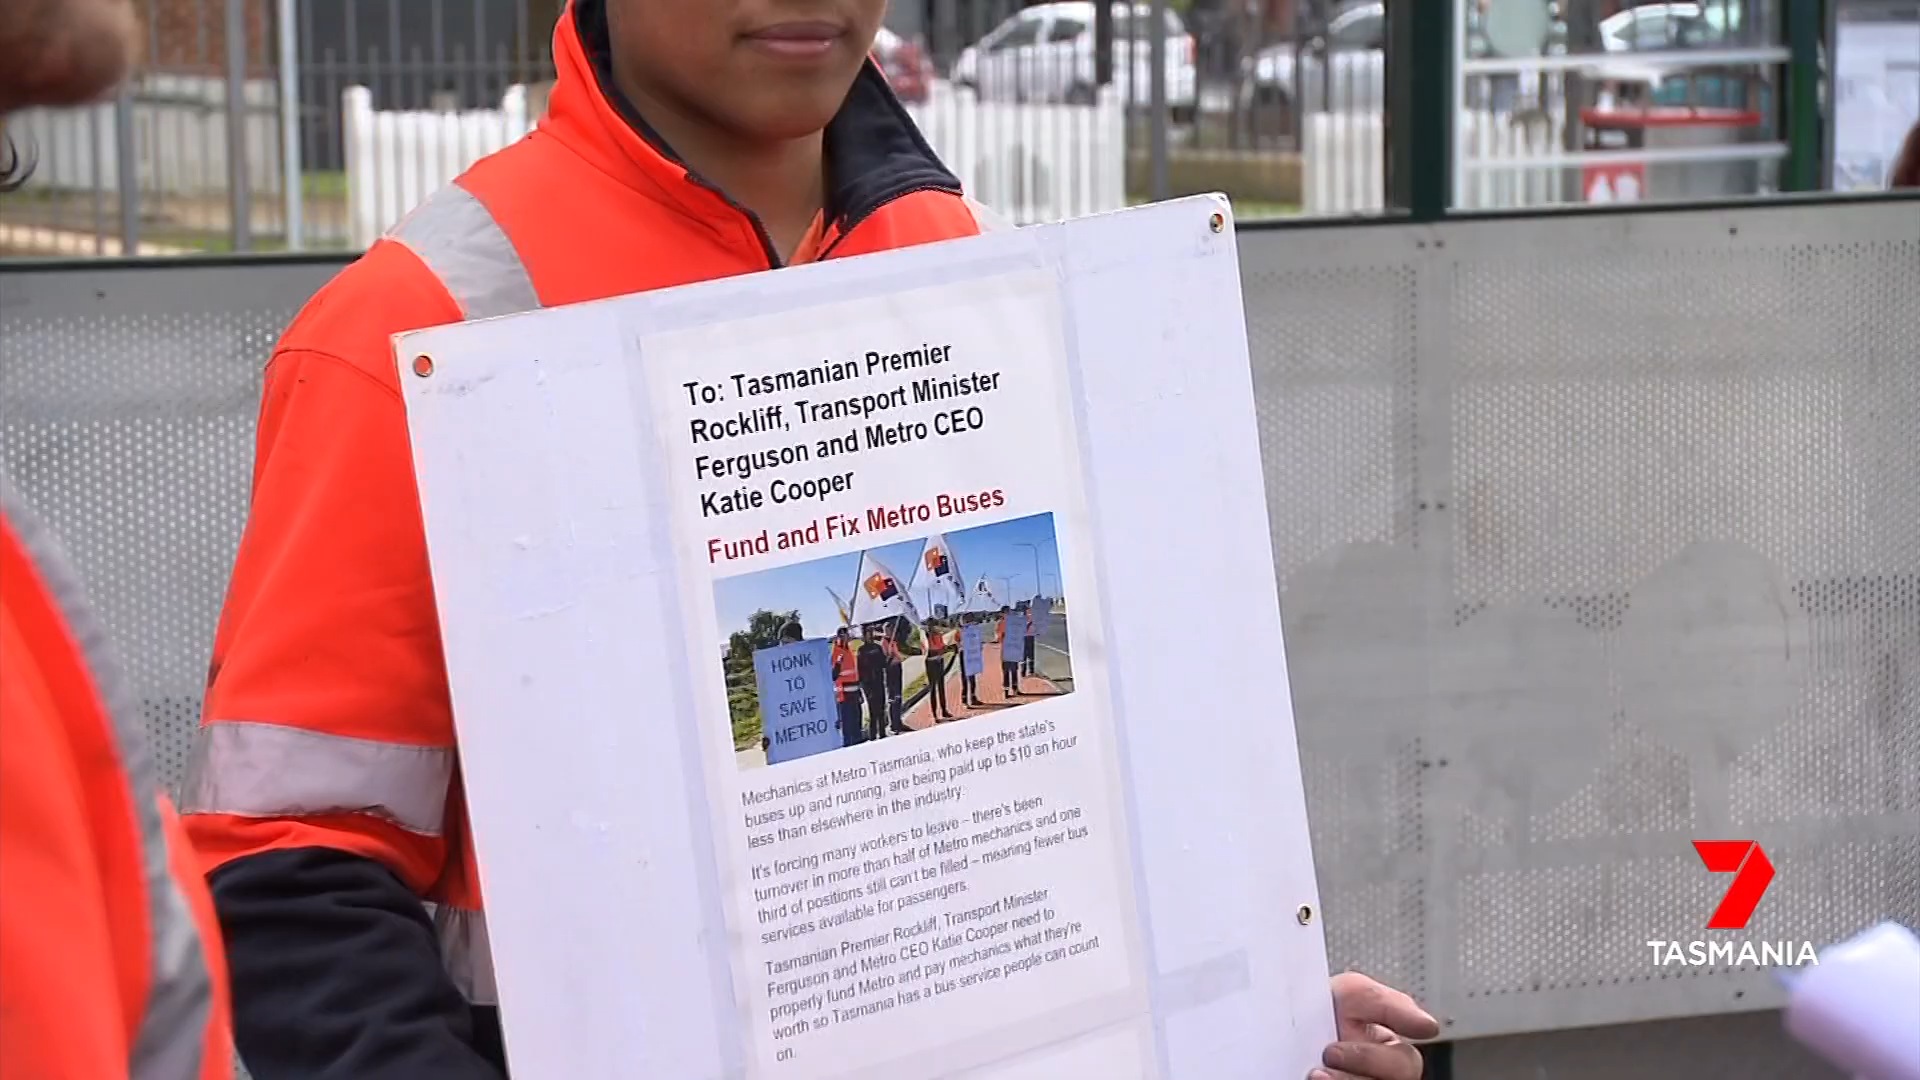 To: Tasmanian Premier
Rockliff, Transport Minister
Ferguson and Metro CEO
Katie Cooper
Fund and Fix Metro Buses
HONK
TO
SAVE
METRO
Mechanics at Metro Tasmania, who keep the state's
buses up and running, are being paid up to $10 an hour
less than elsewhere in the industry.
It's forcing many workers to leave – there's been
turnover in more than half of Metro mechanics and one
third of positions still can't be filled – meaning fewer bus
services available for passengers.
Tasmanian Premier Rockliff, Transport Minister
Ferguson and Metro CEO Katie Cooper need to
properly fund Metro and pay mechanics what they're
worth so Tasmania has a bus service people can count
on.
7
TASMANIA